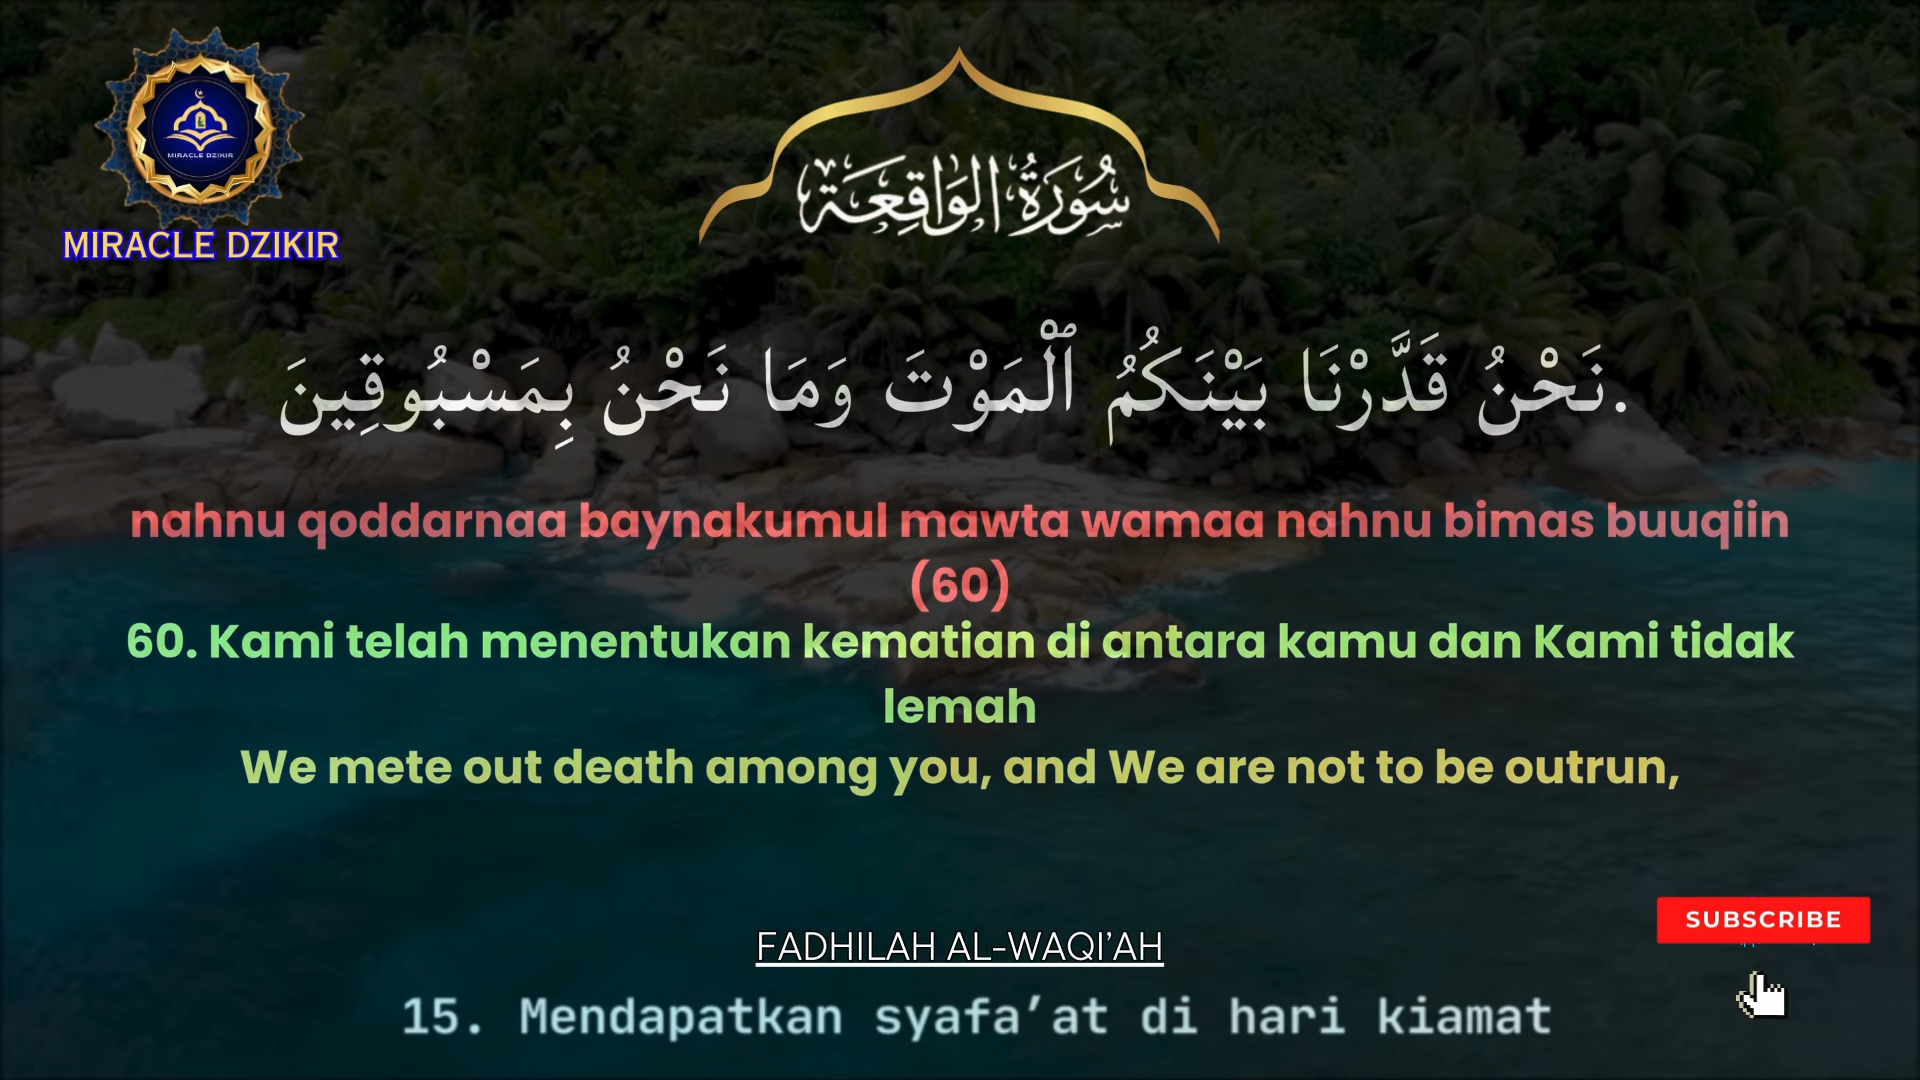 MIRACLE DZIKIR
MIRACLE DZIKIR
سُورَةُ الوَاقِعَة
نَحْنُ قَدَّرْنَا بَيْنَكُمُ ٱلْمَوْتَ وَمَا نَحْنُ بِمَسْبُوقِينَ.
nahnu qoddarnaa baynakumul mawta wamaa nahnu bimas buuqiin
(60)
60. Kami telah menentukan kematian di antara kamu dan Kami tidak
lemah
We mete out death among you, and We are not to be outrun,
SUBSCRIBE
FADHILAH AL-WAQI’AH
15. Mendapatkan syafa’at di hari kiamat